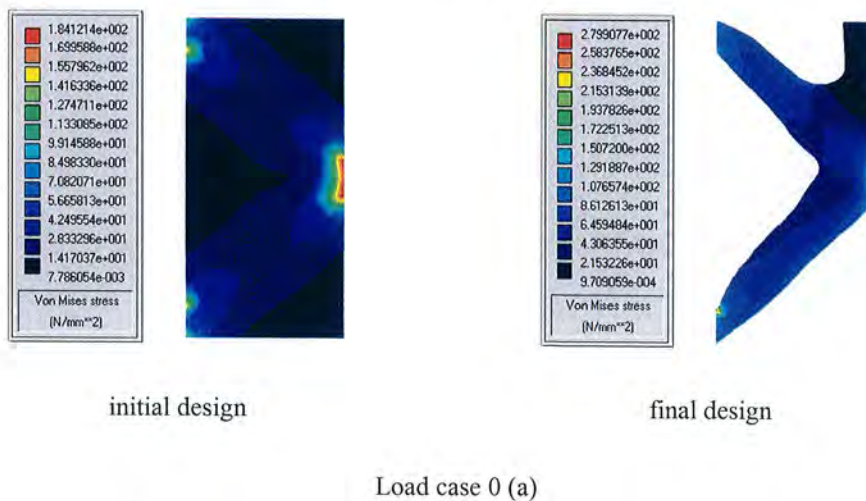 1.841214e+002
1.699588e+002
1.557962e+002
1.416336e+002
1.274711e+002
1.133085e+002
9.914588e+001
8.498330e+001
7.082071e+001
5.665813e+001
4.249554e+001
2.833296e+001
1.417037e+001
7.786054e-003
Von Mises stress
(N/mm**2)
2.799077e+002
2.583765e+002
2.368452e+002
2.153139e+002
1.937826e+002
1.722513e+002
1.507200e+002
1.291887e+002
1.076574e+002
8.612613e+001
6.459484e+001
4.306355e+001
2.153226e+001
9.709059e-004
Von Mises stress
(N/mm**2)
initial design
final design
Load case 0 (a)